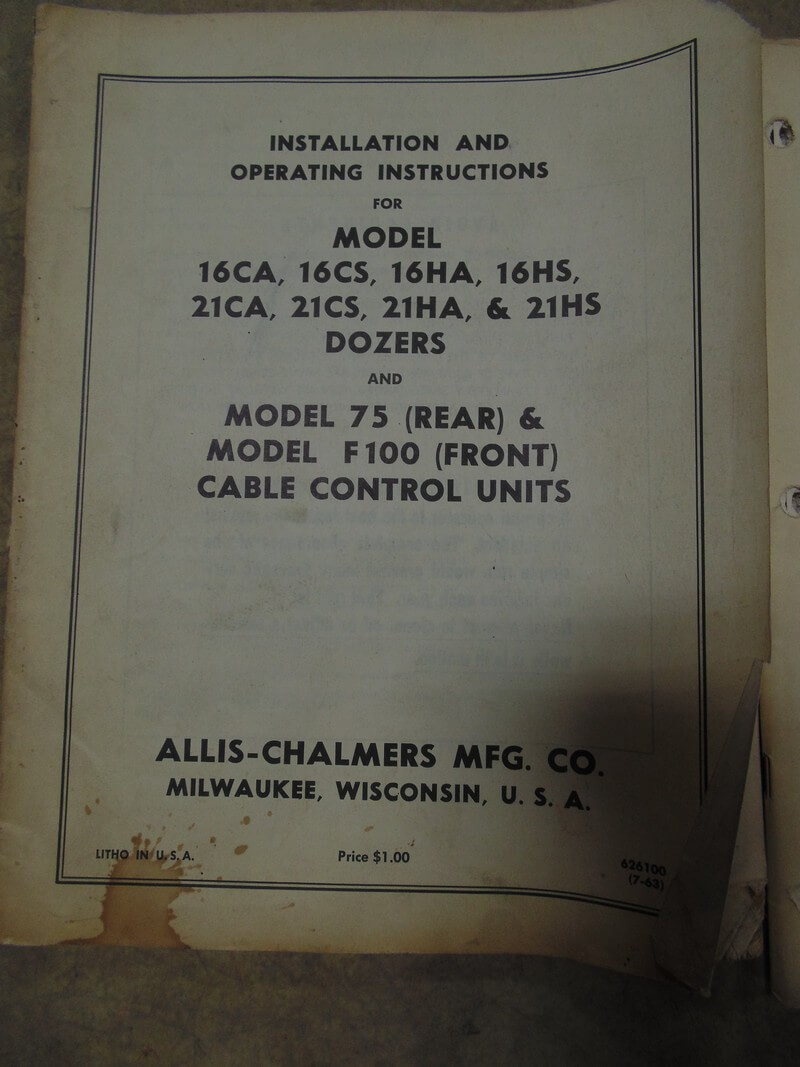 INSTALLATION AND
OPERATING INSTRUCTIONS
FOR
MODEL
16CA, 16CS, 16HA, 16HS,
21CA, 21CS, 21HA, & 21HS
DOZERS
AND
MODEL 75 (REAR) &
MODEL F100 (FRONT)
CABLE CONTROL UNITS
ALLIS-CHALMERS MFG. CO.
MILWAUKEE, WISCONSIN, U. S. A.
LITHO IN U. S. A.
Price $1.00
626100
(7-63)